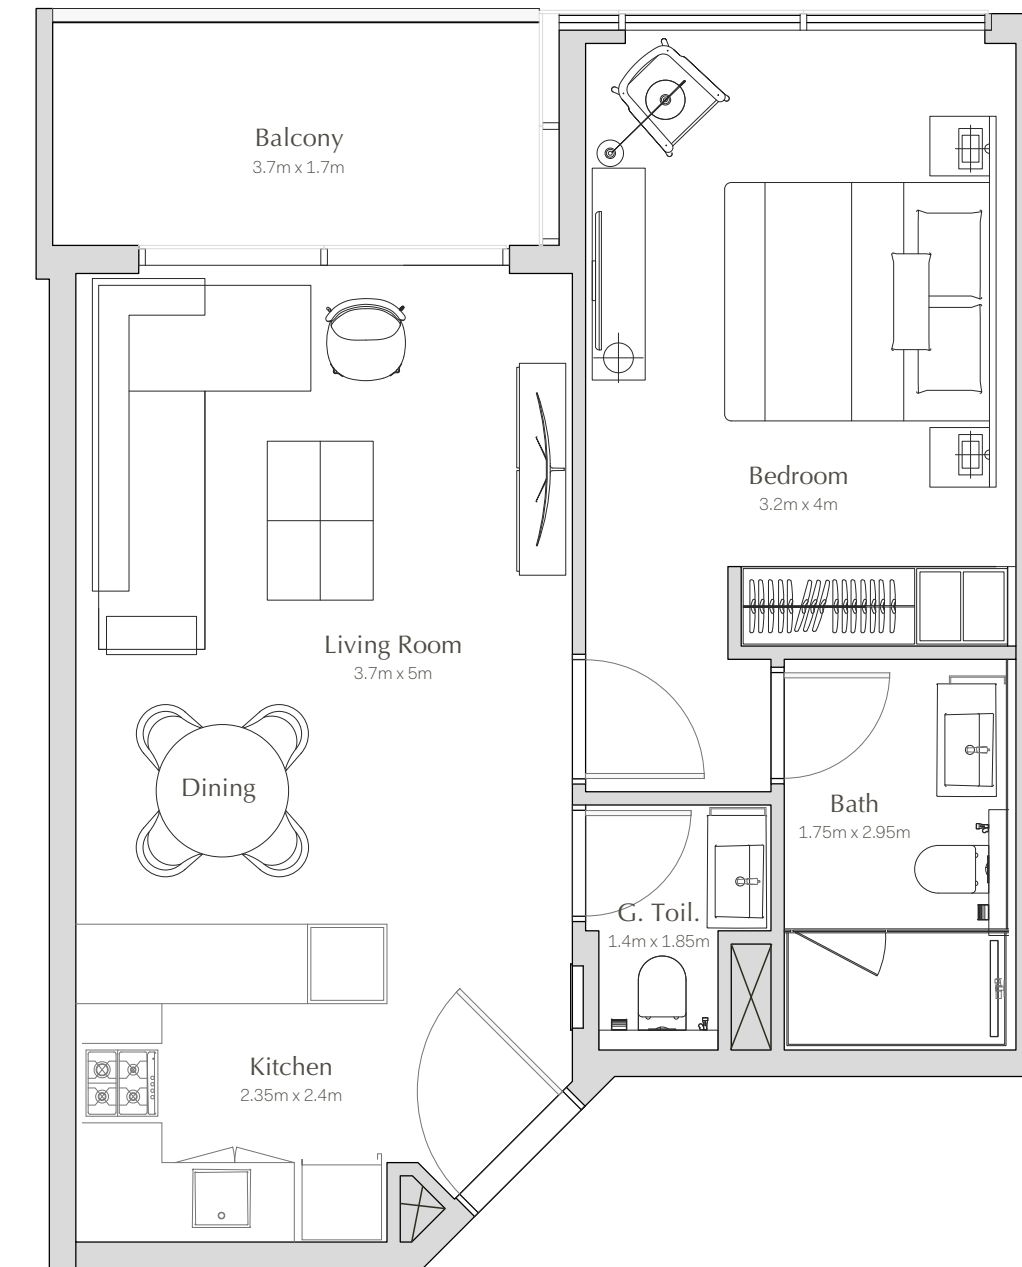 Balcony
3.7m x 1.7m
Bedroom
3.2m x 4m
Living Room
3.7m x 5m
Dining
Bath
1.75m x 2.95m
G. Toil.
1.4m x 1.85m
Kitchen
2.35m x 2.4m